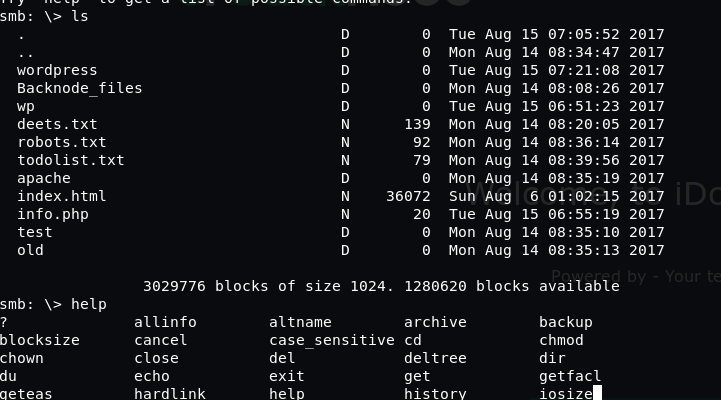 Try "help" to get a list of possible commands.
smb: \> ls
. D 0 Tue Aug 15 07:05:52 2017
.. D 0 Mon Aug 14 08:34:47 2017
wordpress D 0 Tue Aug 15 07:21:08 2017
Backnode_files D 0 Mon Aug 14 08:08:26 2017
wp D 0 Tue Aug 15 06:51:23 2017
deets.txt N 139 Mon Aug 14 08:20:05 2017
robots.txt N 92 Mon Aug 14 08:36:14 2017
todolist.txt N 79 Mon Aug 14 08:39:56 2017
apache D 0 Mon Aug 14 08:35:19 2017
index.html N 36072 Sun Aug 6 01:02:15 2017
info.php N 20 Tue Aug 15 06:55:19 2017
test D 0 Mon Aug 14 08:35:10 2017
old D 0 Mon Aug 14 08:35:13 2017
Welcome, to iDo
Powered by - Your te
3029776 blocks of size 1024. 1280620 blocks available
smb: \> help
? allinfo altname archive backup
blocksize cancel case_sensitive cd chmod
chown close del deltree dir
du echo exit get getfacl
geteas hardlink help history iosize